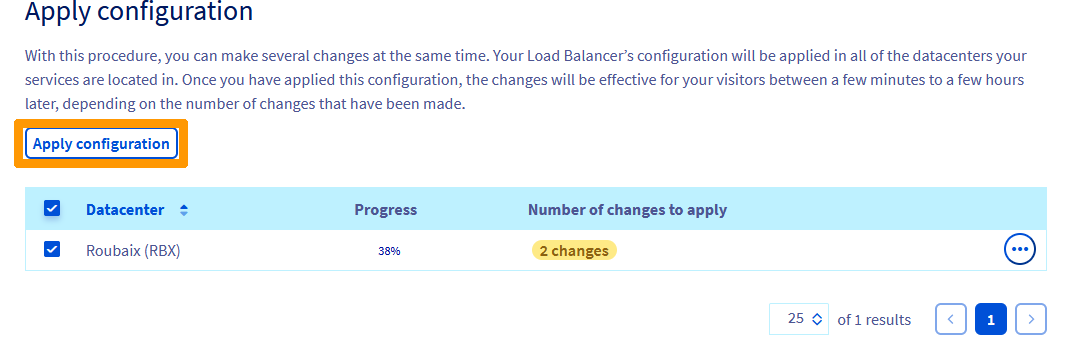 Apply configuration
With this procedure, you can make several changes at the same time. Your Load Balancer’s configuration will be applied in all of the datacenters your
services are located in. Once you have applied this configuration, the changes will be effective for your visitors between a few minutes to a few hours
later, depending on the number of changes that have been made.
Apply configuration
Datacenter Progress Number of changes to apply
Roubaix (RBX) 38% 2 changes
25 of 1 results 1